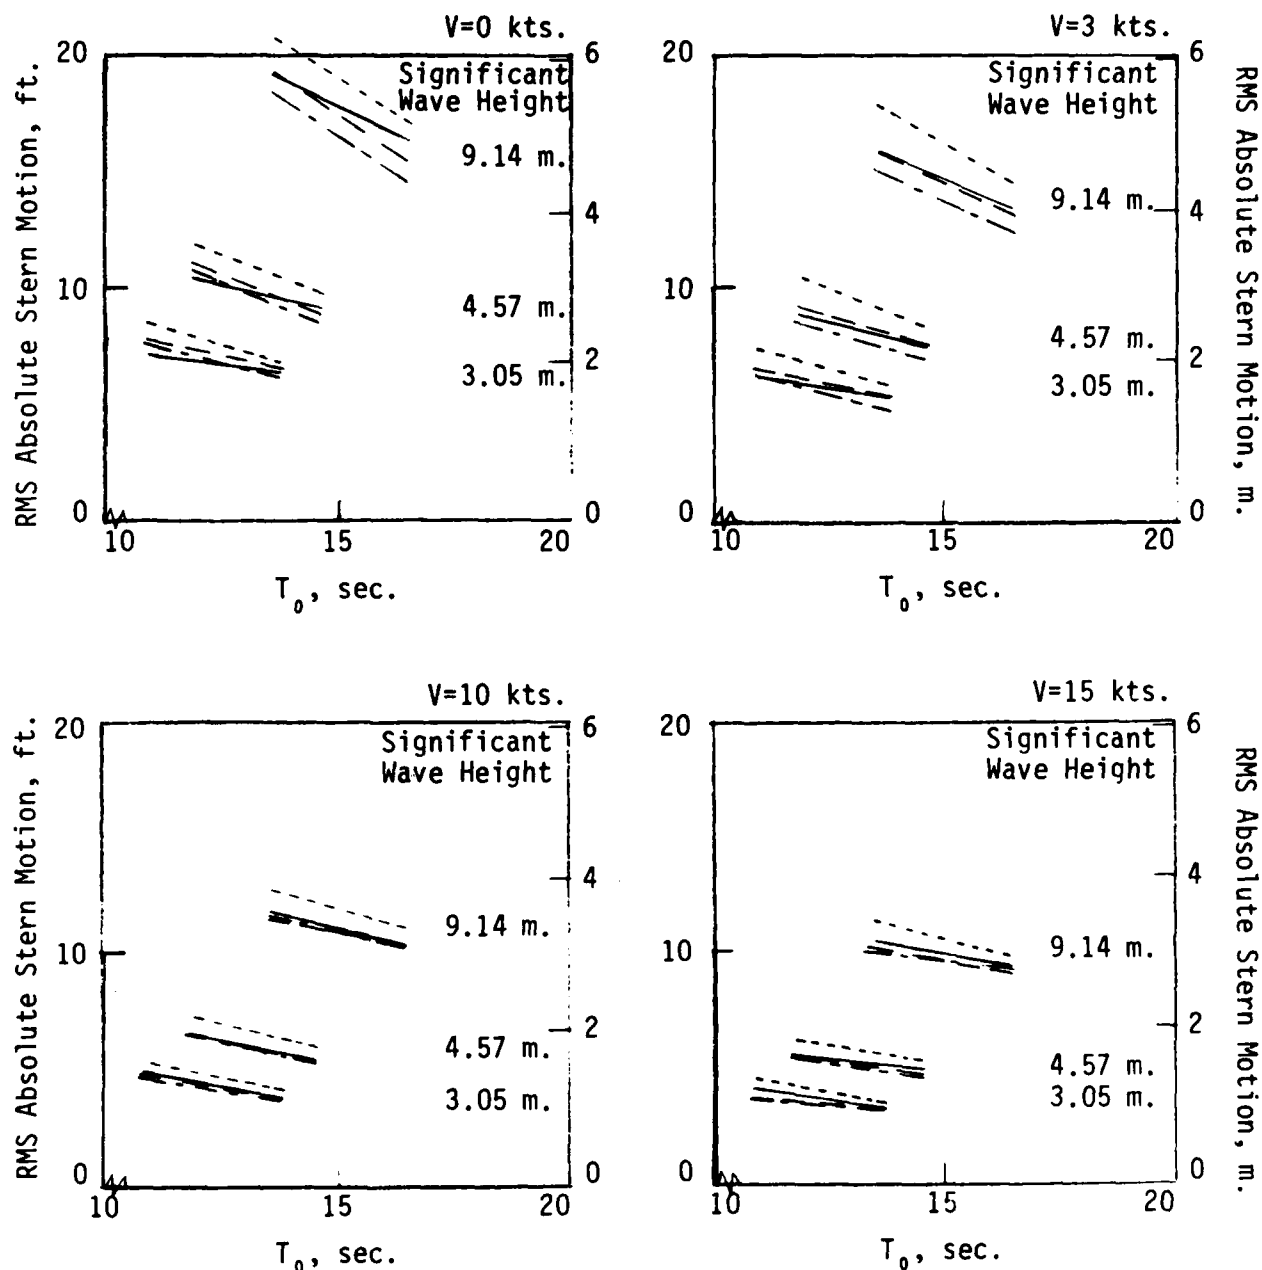 V=0 kts.
RMS Absolute Stern Motion, ft.
20
10
0
6
4
2
0
Significant
Wave Height
9.14 m.
4.57 m.
3.05 m.
10
15
20
T₀, sec.
V=3 kts.
20
10
0
6
4
2
0
Significant
Wave Height
9.14 m.
4.57 m.
3.05 m.
RMS Absolute Stern Motion, m.
10
15
20
T₀, sec.
V=10 kts.
RMS Absolute Stern Motion, ft.
20
10
0
6
4
2
0
Significant
Wave Height
9.14 m.
4.57 m.
3.05 m.
10
15
20
T₀, sec.
V=15 kts.
20
10
0
6
4
2
0
Significant
Wave Height
9.14 m.
4.57 m.
3.05 m.
RMS Absolute Stern Motion, m.
10
15
20
T₀, sec.